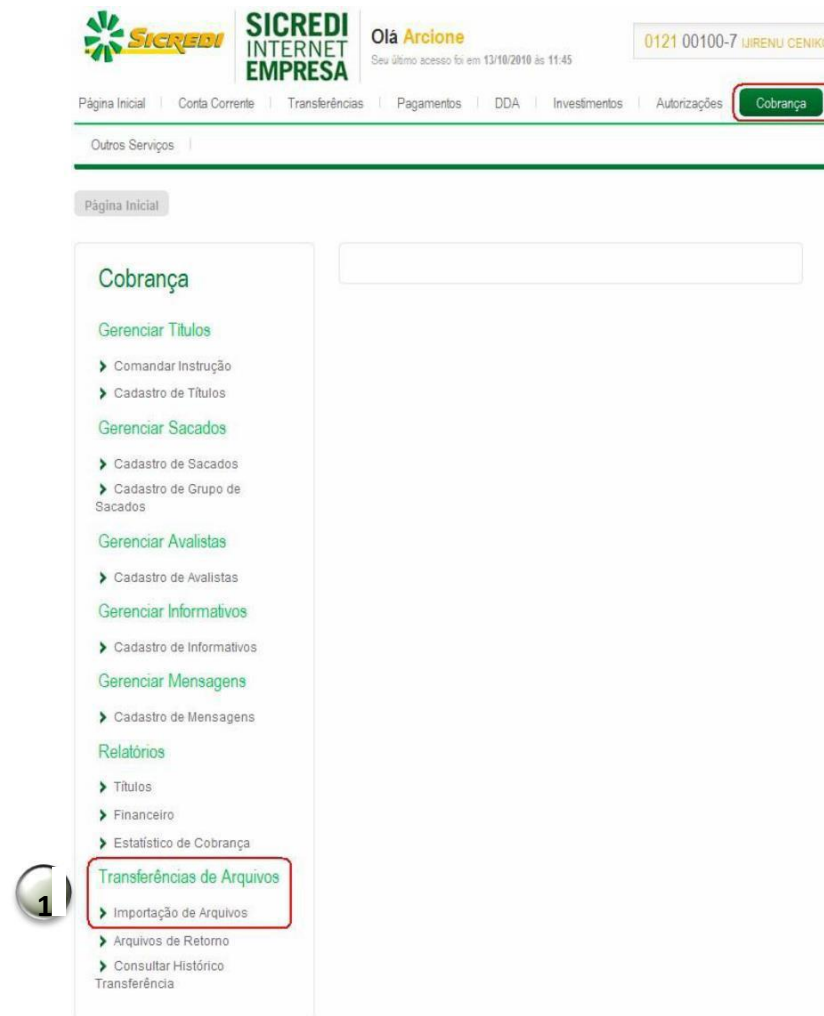 SICREDI
SICREDI
INTERNET
EMPRESA
Olá Arcione
Seu último acesso foi em 13/10/2010 às 11:45
0121 00100-7 IJIRENU CENIK
Página Inicial
Conta Corrente
Transferências
Pagamentos
DDA
Investimentos
Autorizações
Cobrança
Outros Serviços
Página Inicial
Cobrança
Gerenciar Títulos
Comandar Instrução
Cadastro de Títulos
Gerenciar Sacados
Cadastro de Sacados
Cadastro de Grupo de
Sacados
Gerenciar Avalistas
Cadastro de Avalistas
Gerenciar Informativos
Cadastro de Informativos
Gerenciar Mensagens
Cadastro de Mensagens
Relatórios
Títulos
Financeiro
Estatístico de Cobrança
Transferências de Arquivos
1
Importação de Arquivos
Arquivos de Retorno
Consultar Histórico
Transferência